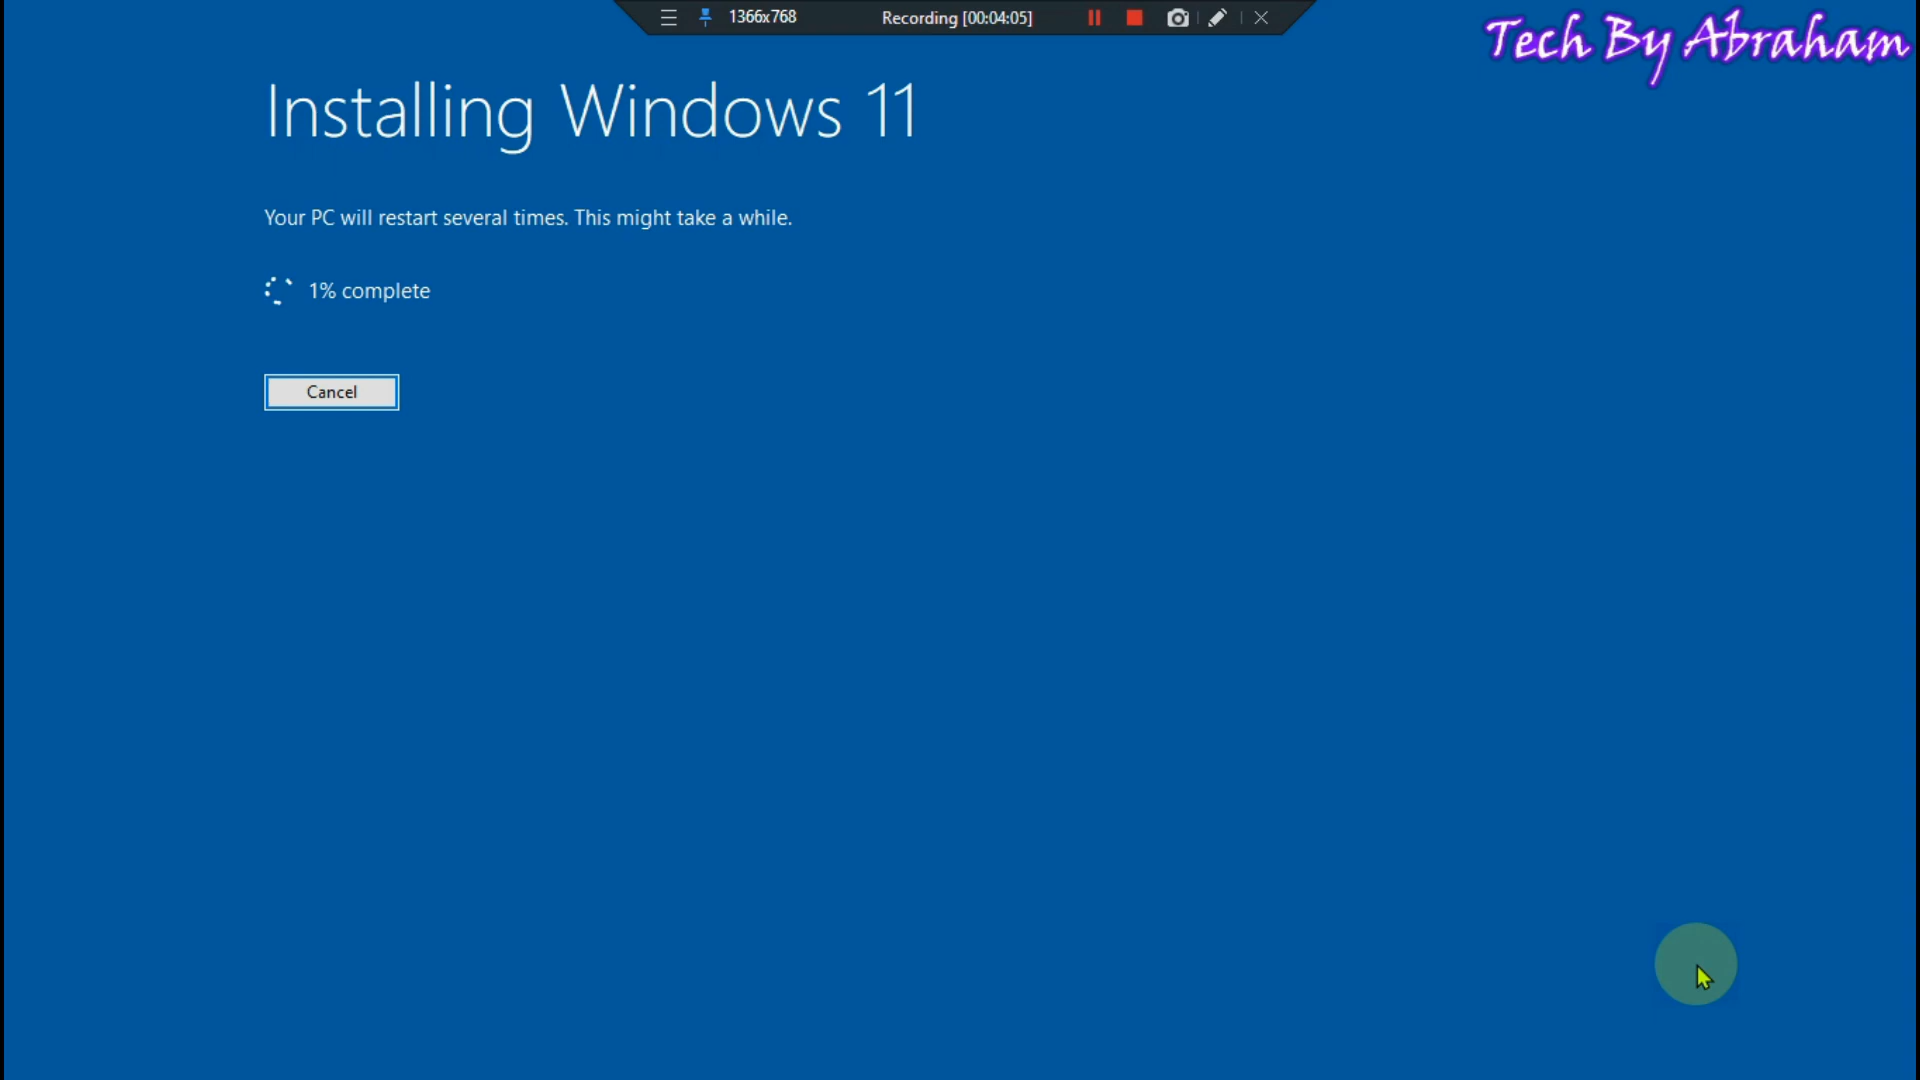 1366x768 Recording [00:04:05]
Tech By Abraham
Installing Windows 11
Your PC will restart several times. This might take a while.
1% complete
Cancel